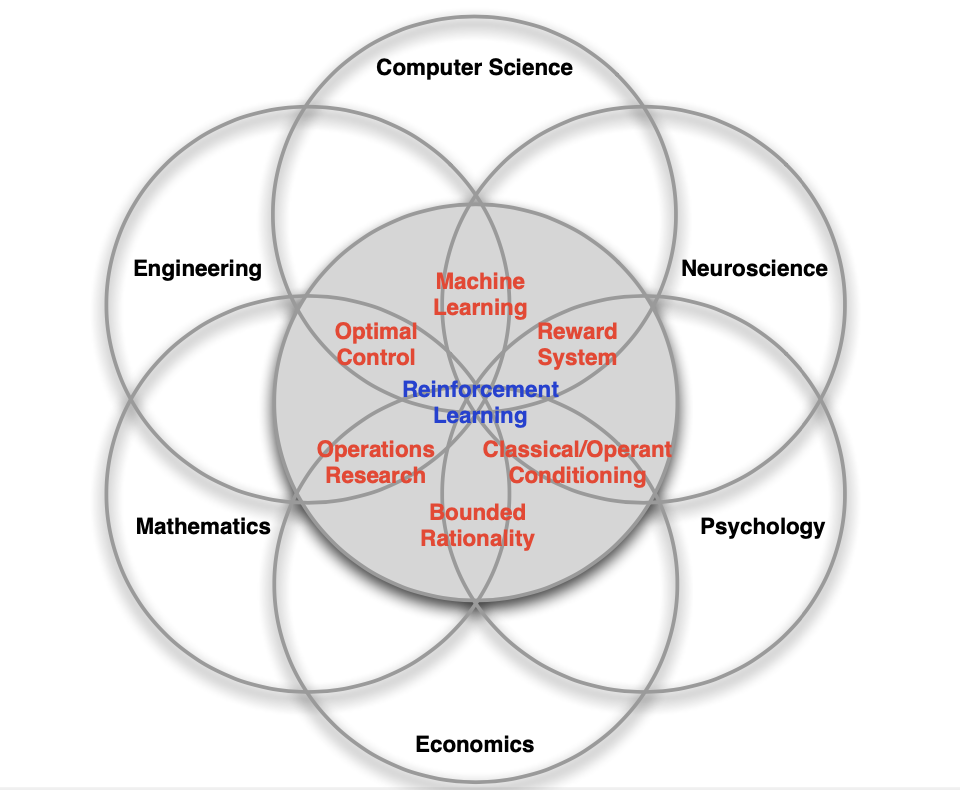 Computer Science
Engineering
Neuroscience
Machine
Learning
Optimal
Control
Reward
System
Reinforcement
Learning
Operations
Research
Classical/Operant
Conditioning
Bounded
Rationality
Mathematics
Psychology
Economics